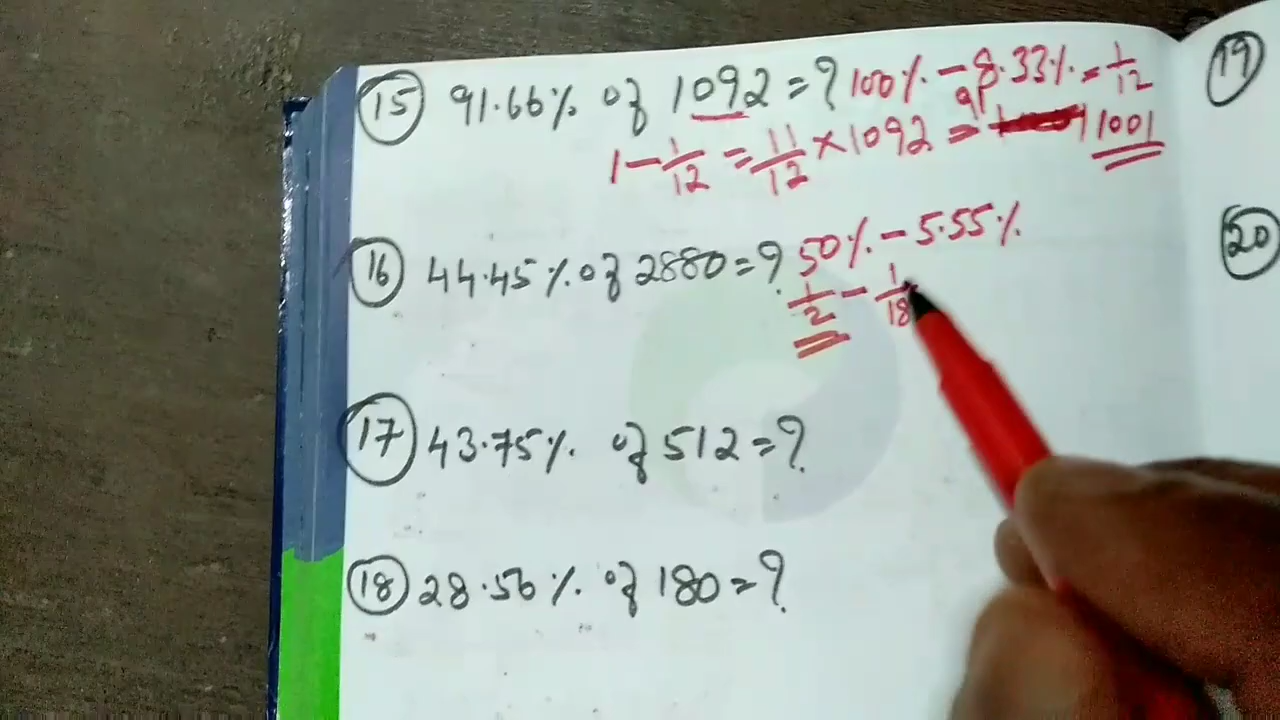 15 91.66% of 1092 = ? 100% - 8.33% = 1/12
91
1 - 1/12 = 11/12 × 1092 = 1001
16 44.45% of 2880 = ? 50% - 5.55%
1/2 - 1/18
17 43.75% of 512 = ?
18 28.56% of 180 = ?
19
20